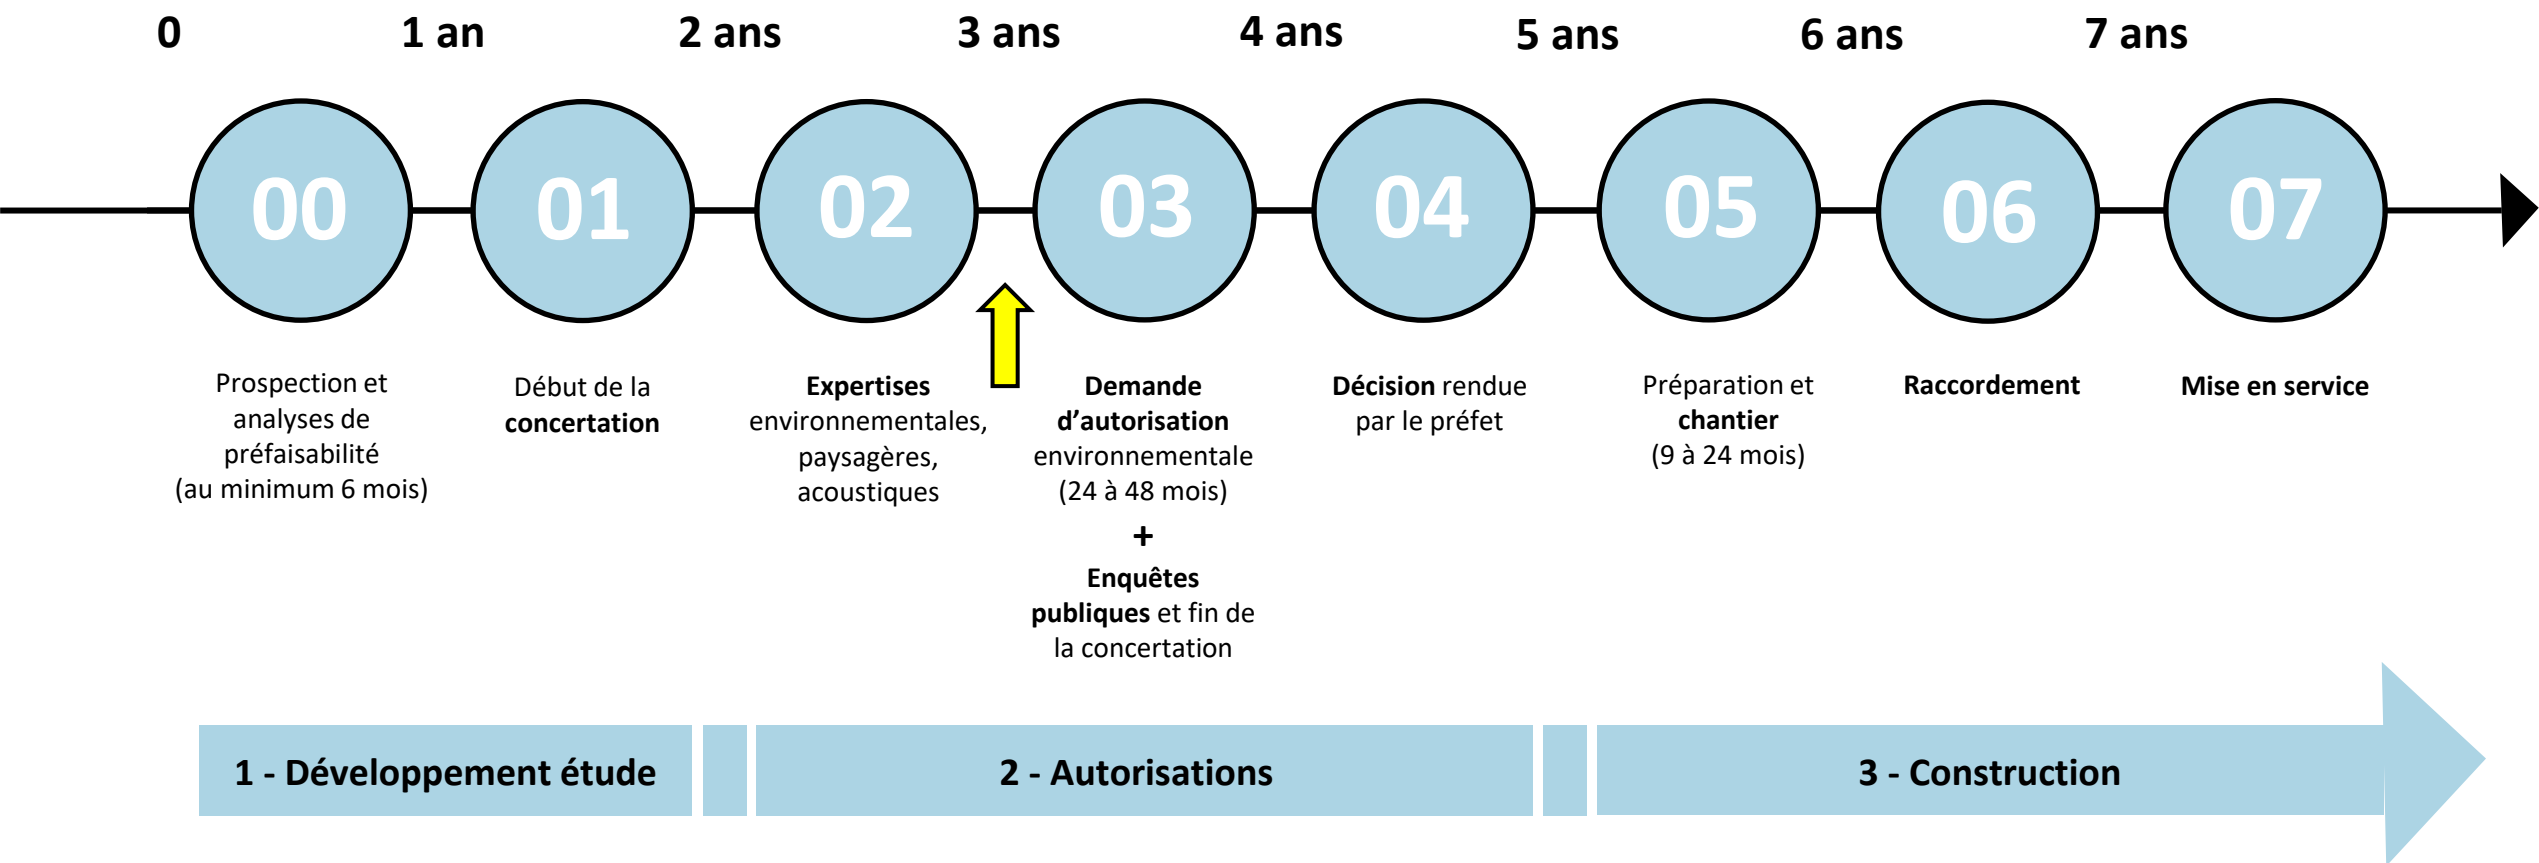 0
1 an
2 ans
3 ans
4 ans
5 ans
6 ans
7 ans
00
01
02
03
04
05
06
07
Prospection et
analyses de
préfaisabilité
(au minimum 6 mois)
Début de la
concertation
Expertises
environnementales,
paysagères,
acoustiques
Demande
d’autorisation
environnementale
(24 à 48 mois)
+
Enquêtes
publiques et fin de
la concertation
Décision rendue
par le préfet
Préparation et
chantier
(9 à 24 mois)
Raccordement
Mise en service
1 - Développement étude
2 - Autorisations
3 - Construction